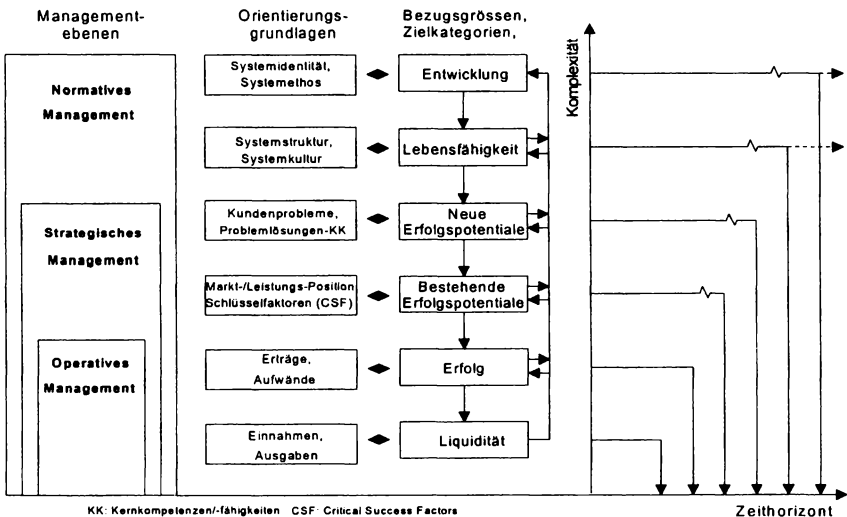 Management-
ebenen
Orientierungs-
grundlagen
Bezugsgrössen,
Zielkategorien,
Normatives
Management
Strategisches
Management
Operatives
Management
Systemidentität,
Systemethos
Entwicklung
Systemstruktur,
Systemkultur
Lebensfähigkeit
Kundenprobleme,
Problemlösungen-KK
Neue
Erfolgspotentiale
Markt-/Leistungs-Position
Schlüsselfaktoren (CSF)
Bestehende
Erfolgspotentiale
Erträge,
Aufwände
Erfolg
Einnahmen,
Ausgaben
Liquidität
Komplexität
Zeithorizont
KK: Kernkompetenzen/-fähigkeiten CSF: Critical Success Factors